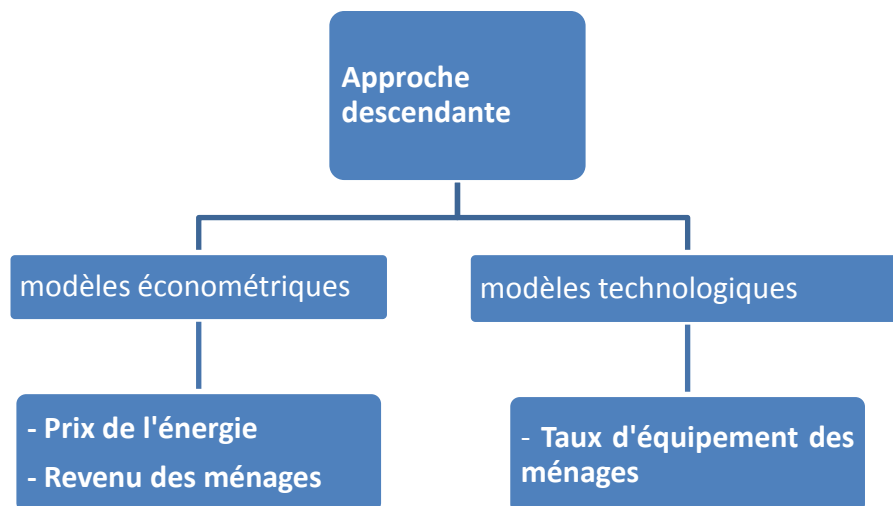 Approche
descendante
modèles économétriques
modèles technologiques
- Prix de l'énergie
- Revenu des ménages
- Taux d'équipement des
ménages